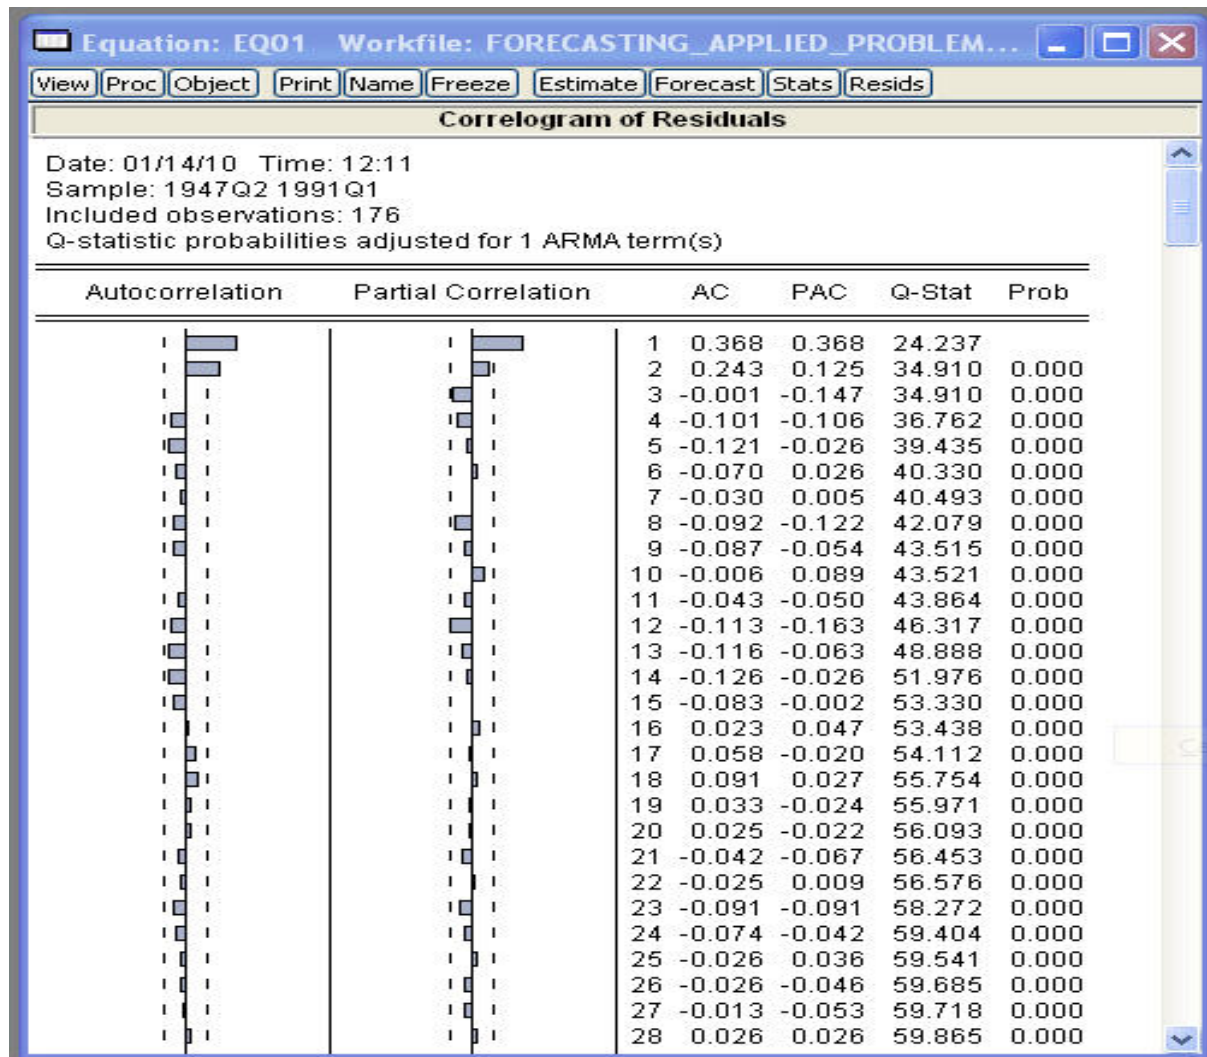 Equation: EQ01 Workfile: FORECASTING_APPLIED_PROBLEM...
View Proc Object Print Name Freeze Estimate Forecast Stats Resids
Correlogram of Residuals
Date: 01/14/10 Time: 12:11
Sample: 1947Q2 1991Q1
Included observations: 176
Q-statistic probabilities adjusted for 1 ARMA term(s)
Autocorrelation Partial Correlation AC PAC Q-Stat Prob
1 0.368 0.368 24.237
2 0.243 0.125 34.910 0.000
3 -0.001 -0.147 34.910 0.000
4 -0.101 -0.106 36.762 0.000
5 -0.121 -0.026 39.435 0.000
6 -0.070 0.026 40.330 0.000
7 -0.030 0.005 40.493 0.000
8 -0.092 -0.122 42.079 0.000
9 -0.087 -0.054 43.515 0.000
10 -0.006 0.089 43.521 0.000
11 -0.043 -0.050 43.864 0.000
12 -0.113 -0.163 46.317 0.000
13 -0.116 -0.063 48.888 0.000
14 -0.126 -0.026 51.976 0.000
15 -0.083 -0.002 53.330 0.000
16 0.023 0.047 53.438 0.000
17 0.058 -0.020 54.112 0.000
18 0.091 0.027 55.754 0.000
19 0.033 -0.024 55.971 0.000
20 0.025 -0.022 56.093 0.000
21 -0.042 -0.067 56.453 0.000
22 -0.025 0.009 56.576 0.000
23 -0.091 -0.091 58.272 0.000
24 -0.074 -0.042 59.404 0.000
25 -0.026 0.036 59.541 0.000
26 -0.026 -0.046 59.685 0.000
27 -0.013 -0.053 59.718 0.000
28 0.026 0.026 59.865 0.000